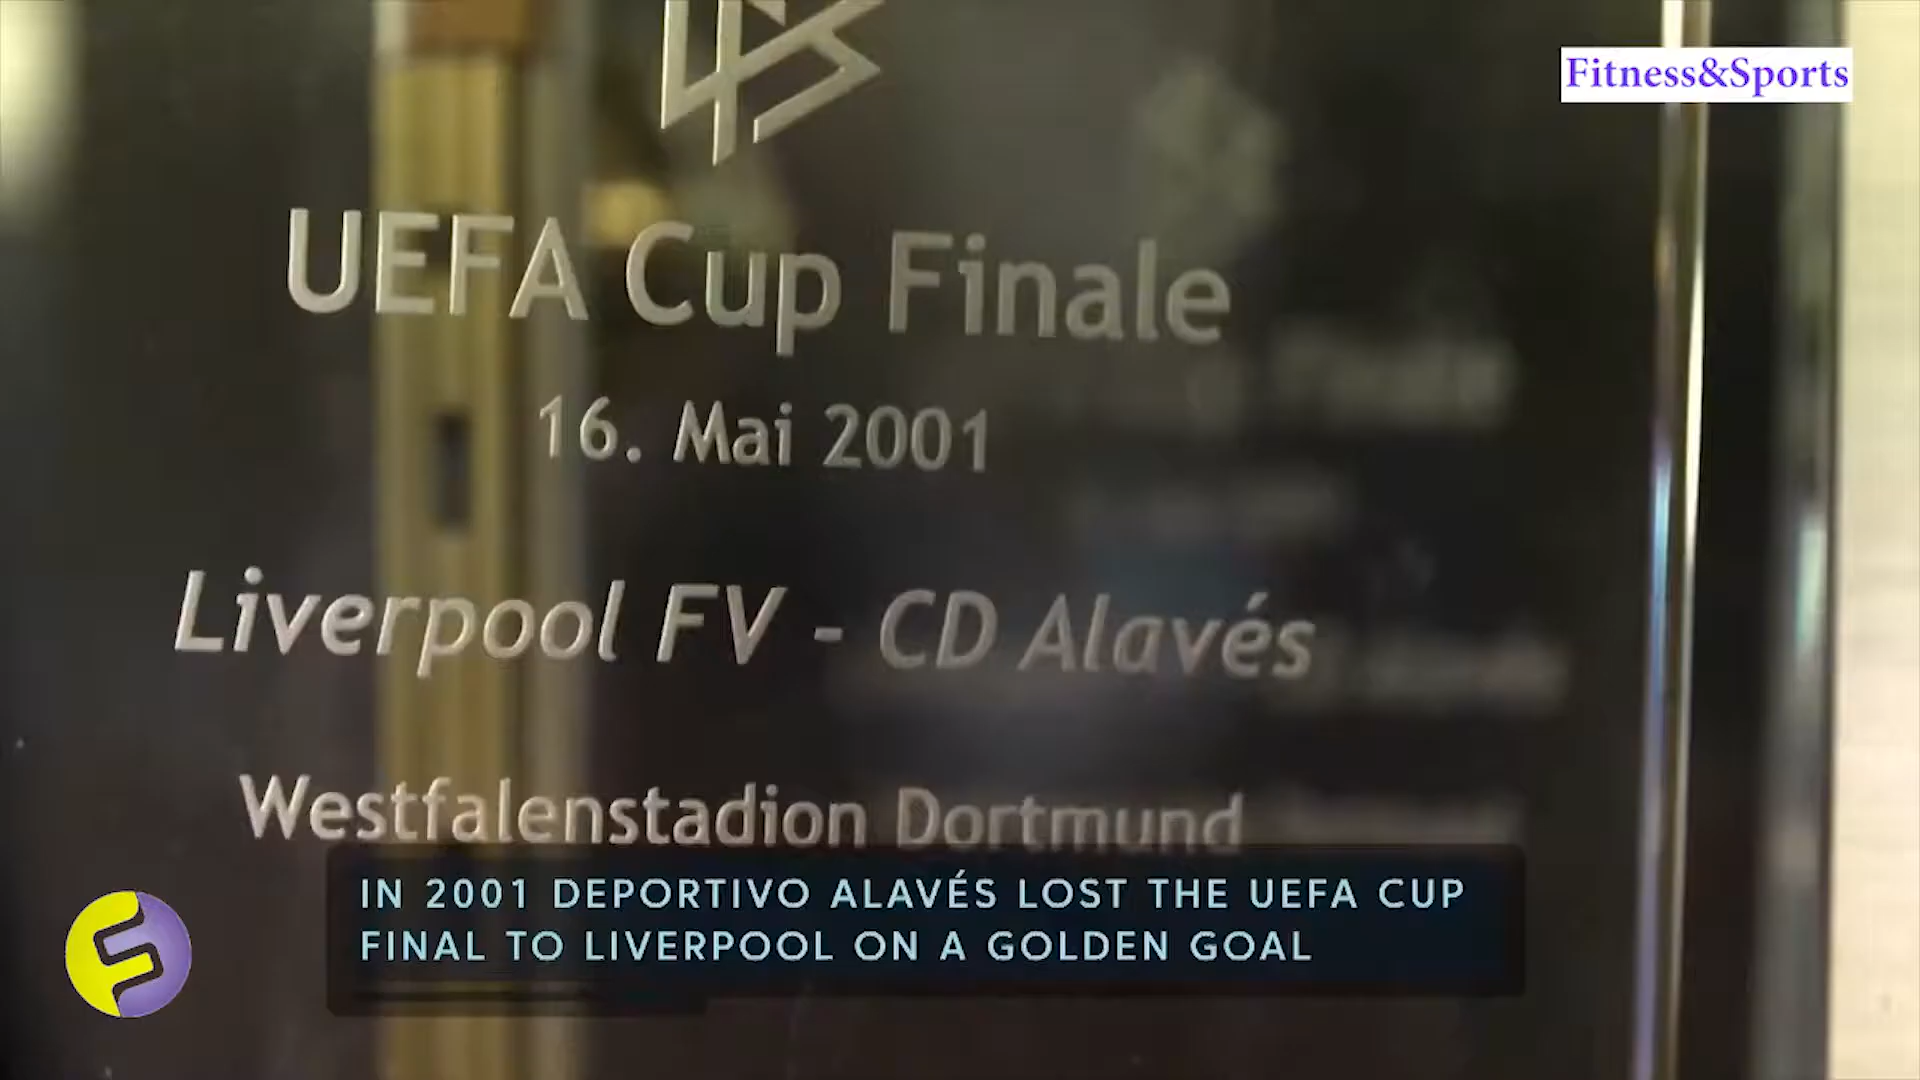 Fitness&Sports
UEFA Cup Finale
16. Mai 2001
Liverpool FV - CD Alavés
Westfalenstadion Dortmund
IN 2001 DEPORTIVO ALAVÉS LOST THE UEFA CUP
FINAL TO LIVERPOOL ON A GOLDEN GOAL